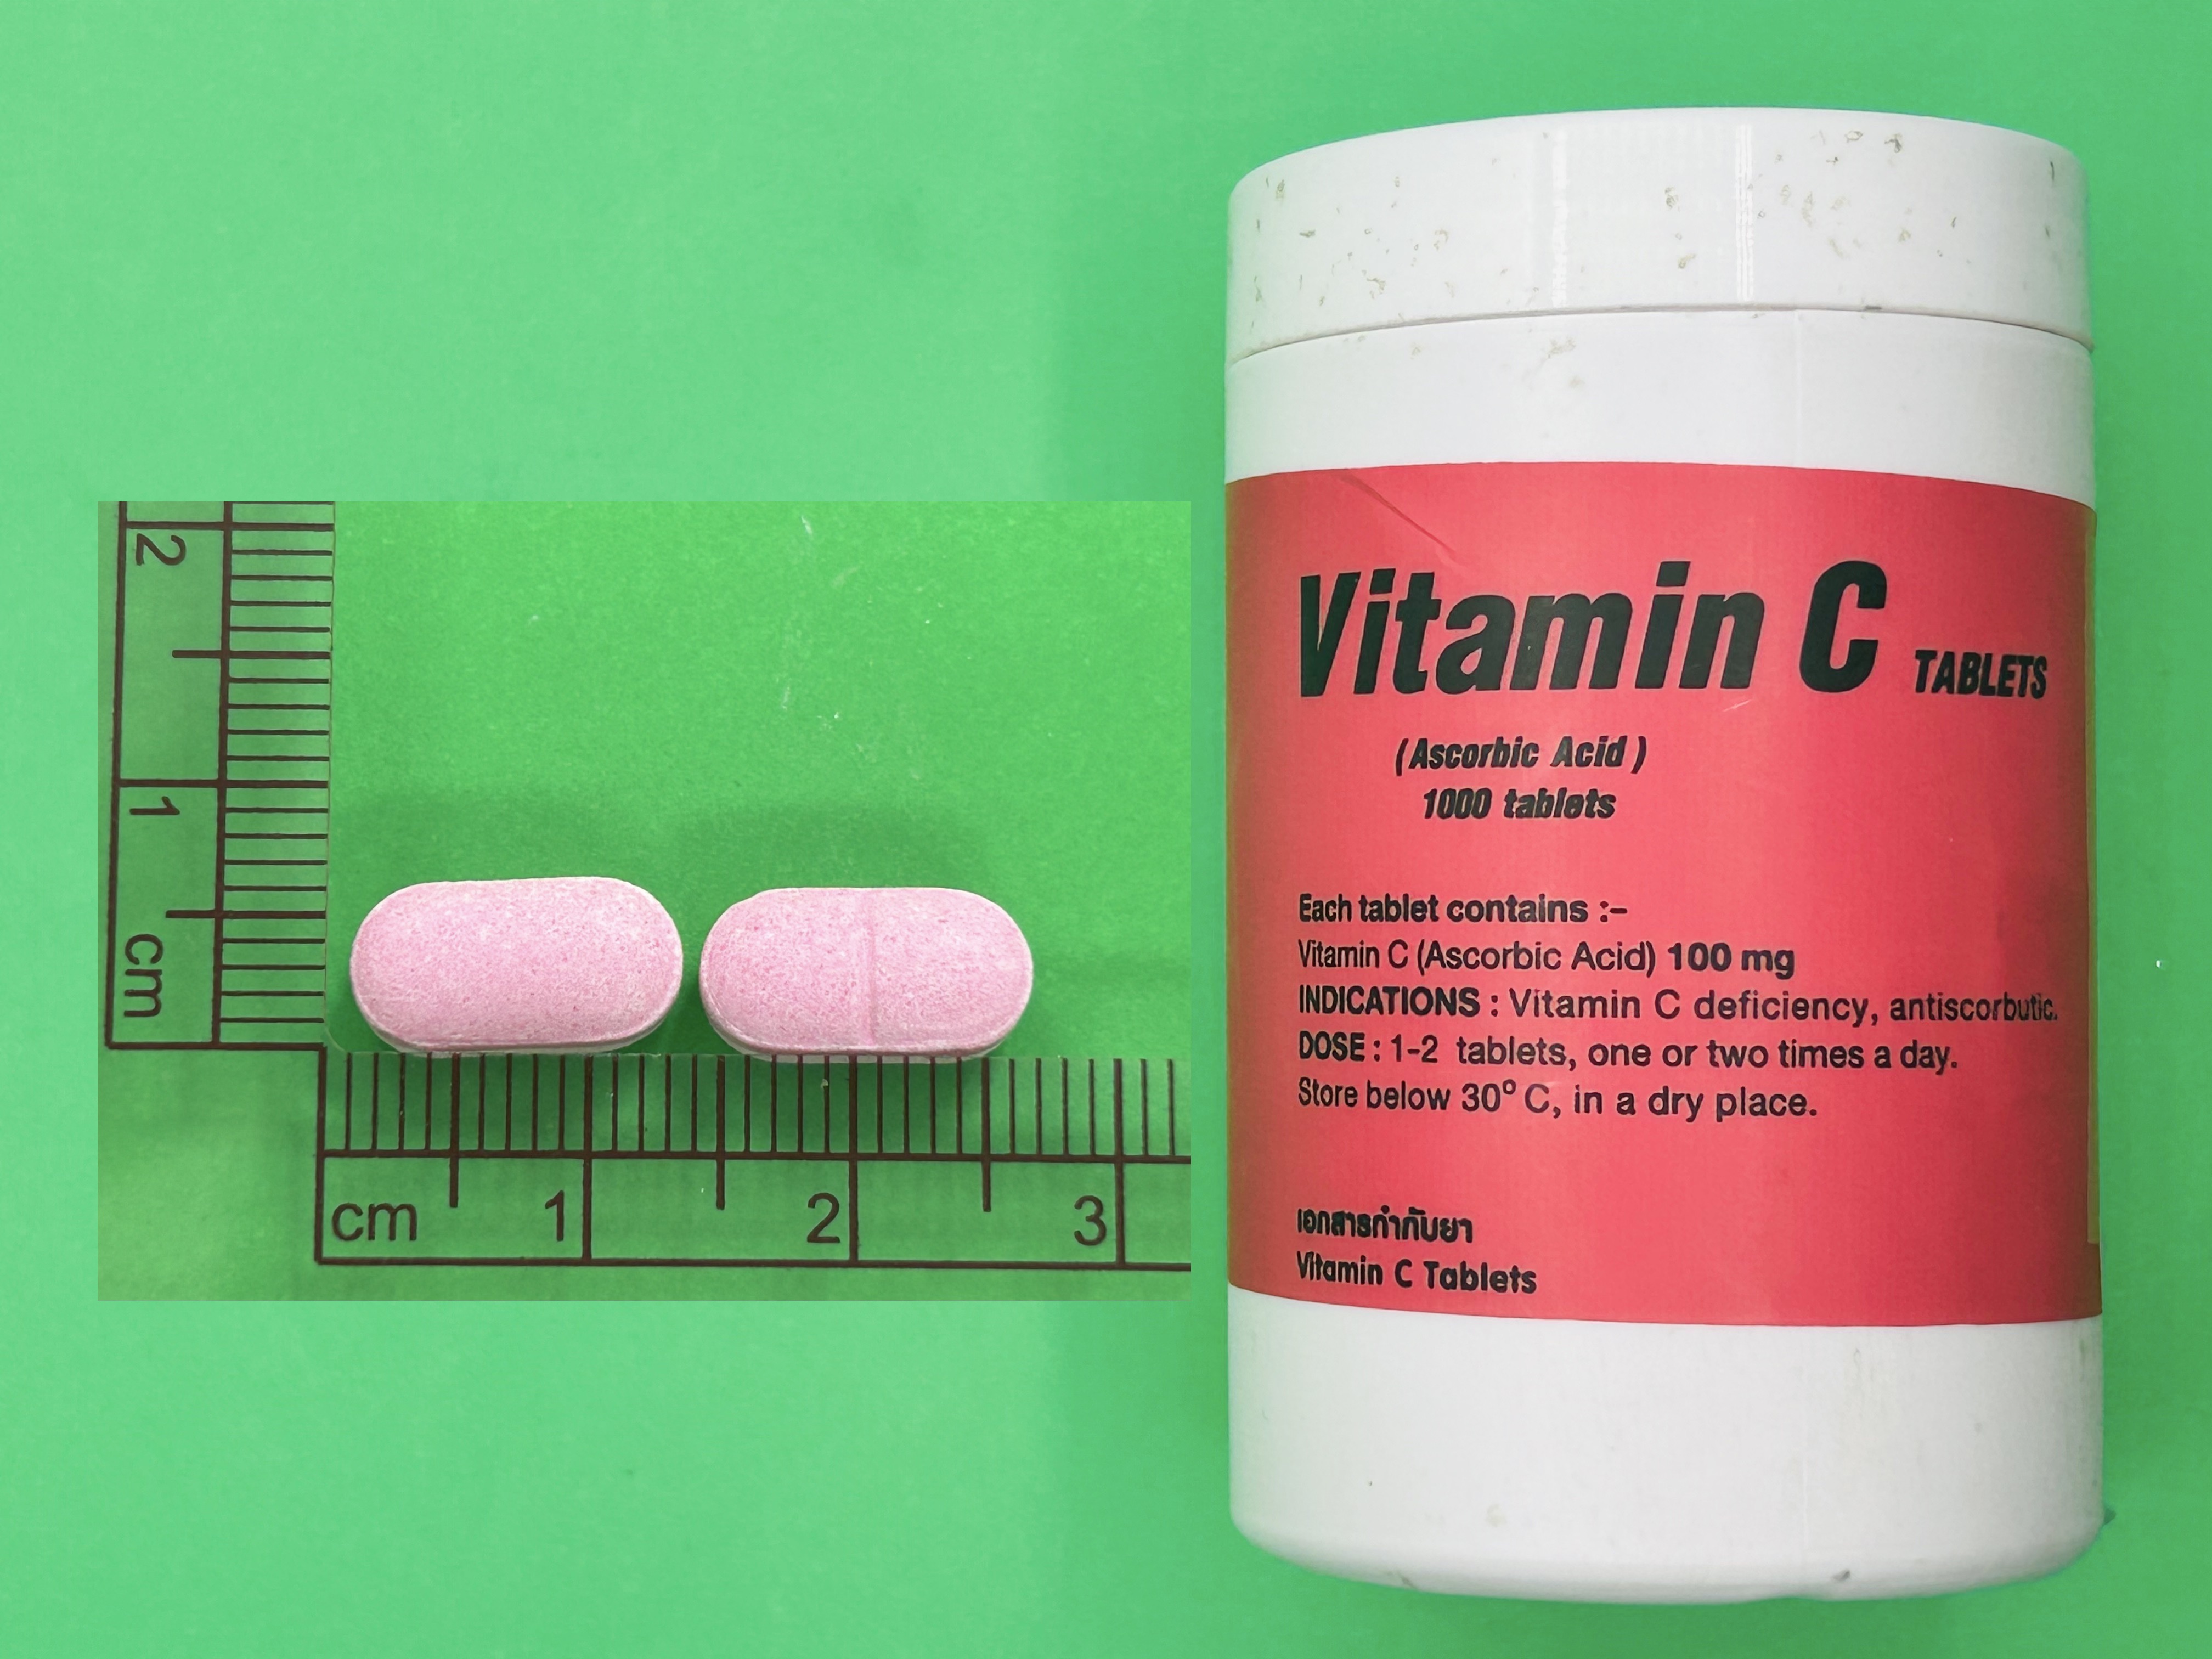 2
1
cm
cm 1 2 3
Vitamin C TABLETS
(Ascorbic Acid)
1000 tablets
Each tablet contains :-
Vitamin C (Ascorbic Acid) 100 mg
INDICATIONS : Vitamin C deficiency, antiscorbutic.
DOSE : 1-2 tablets, one or two times a day.
Store below 30° C, in a dry place.
เอกสารกำกับยา
Vitamin C Tablets